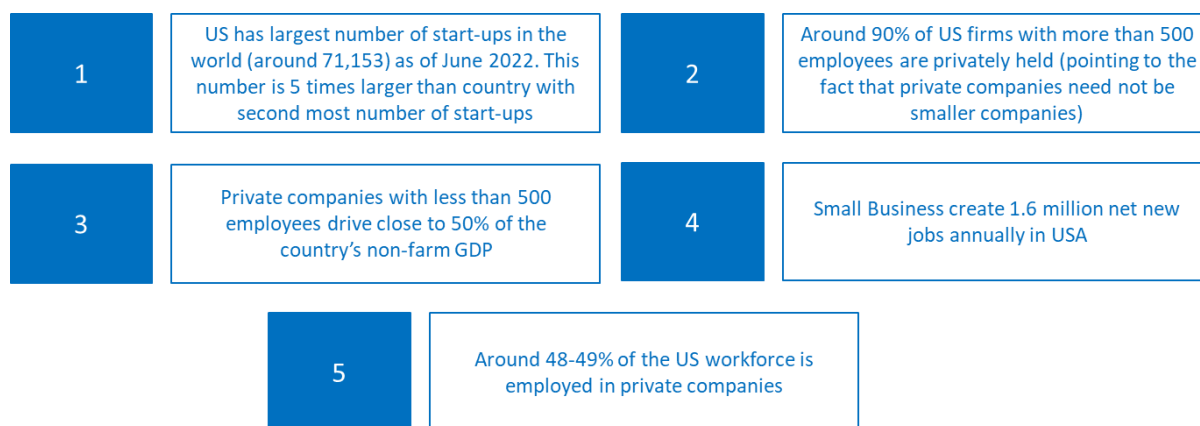 1
US has largest number of start-ups in the
world (around 71,153) as of June 2022. This
number is 5 times larger than country with
second most number of start-ups
2
Around 90% of US firms with more than 500
employees are privately held (pointing to the
fact that private companies need not be
smaller companies)
3
Private companies with less than 500
employees drive close to 50% of the
country’s non-farm GDP
4
Small Business create 1.6 million net new
jobs annually in USA
5
Around 48-49% of the US workforce is
employed in private companies